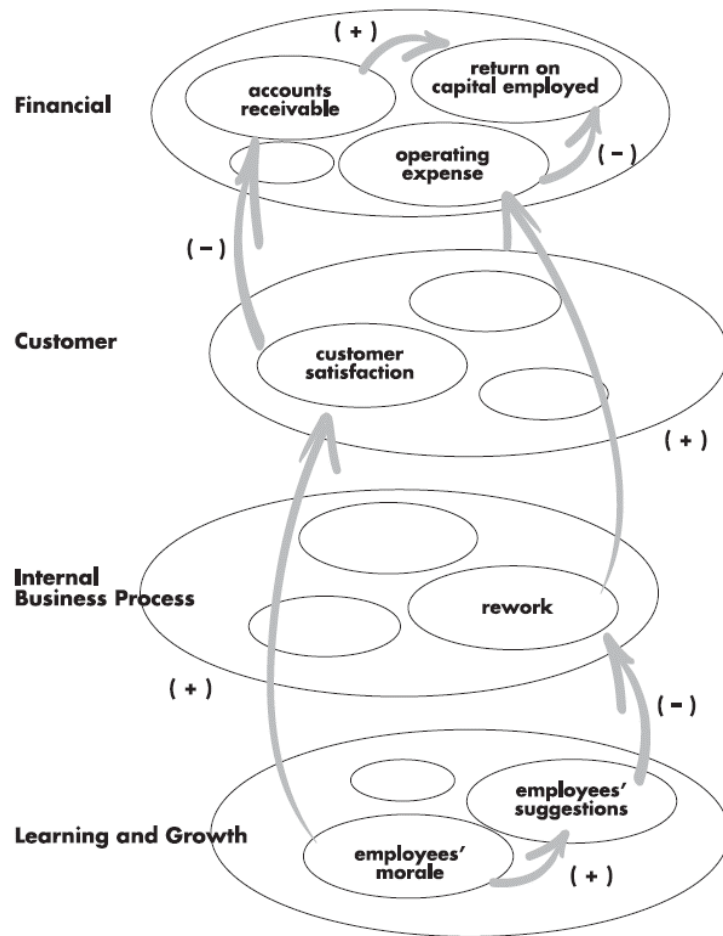 ( + )
accounts
receivable
return on
capital employed
Financial
operating
expense
( - )
( - )
Customer
customer
satisfaction
( + )
Internal
Business Process
rework
( + )
( - )
employees'
suggestions
Learning and Growth
employees'
morale
( + )